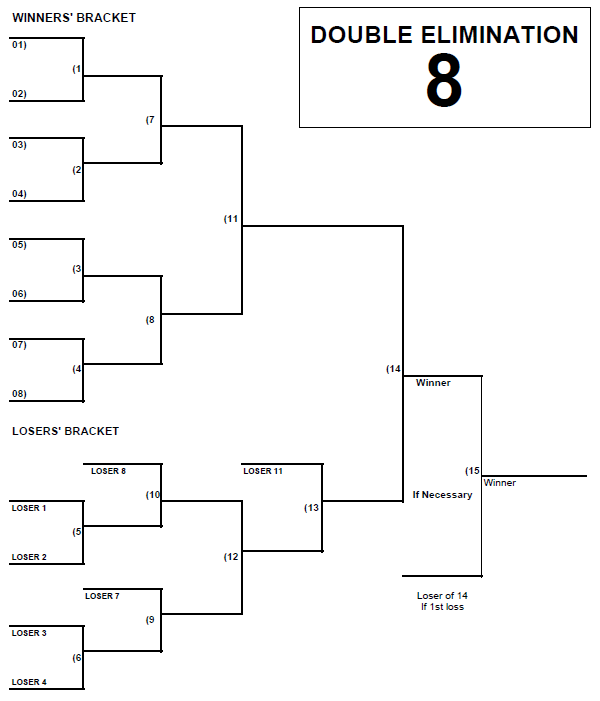 WINNERS' BRACKET
DOUBLE ELIMINATION
8
01)
(1
02)
(7
03)
(2
04)
(11
05)
(3
06)
(8
07)
(4
08)
(14
Winner
LOSERS' BRACKET
LOSER 8
LOSER 11
(15
Winner
(10
If Necessary
LOSER 1
(13
(5
LOSER 2
(12
LOSER 7
Loser of 14
If 1st loss
(9
LOSER 3
(6
LOSER 4